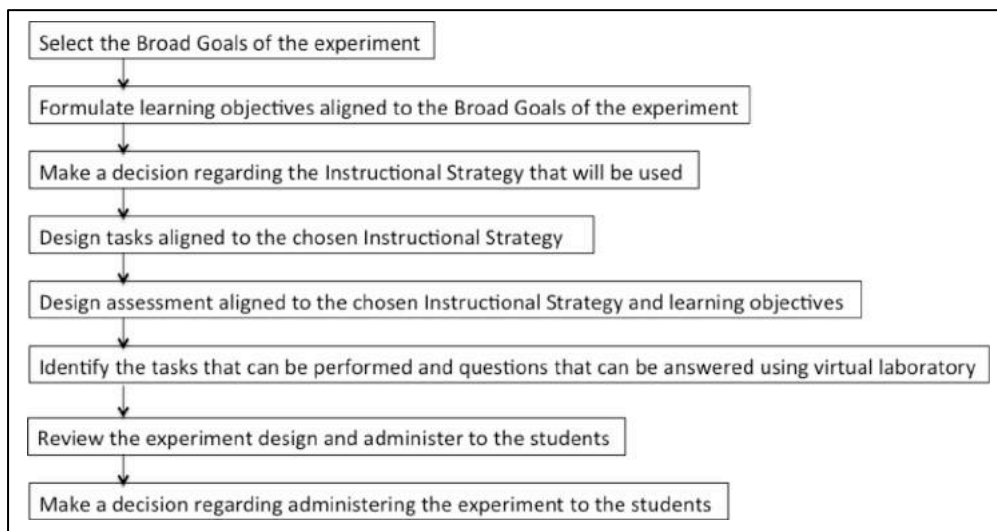 Select the Broad Goals of the experiment
Formulate learning objectives aligned to the Broad Goals of the experiment
Make a decision regarding the Instructional Strategy that will be used
Design tasks aligned to the chosen Instructional Strategy
Design assessment aligned to the chosen Instructional Strategy and learning objectives
Identify the tasks that can be performed and questions that can be answered using virtual laboratory
Review the experiment design and administer to the students
Make a decision regarding administering the experiment to the students